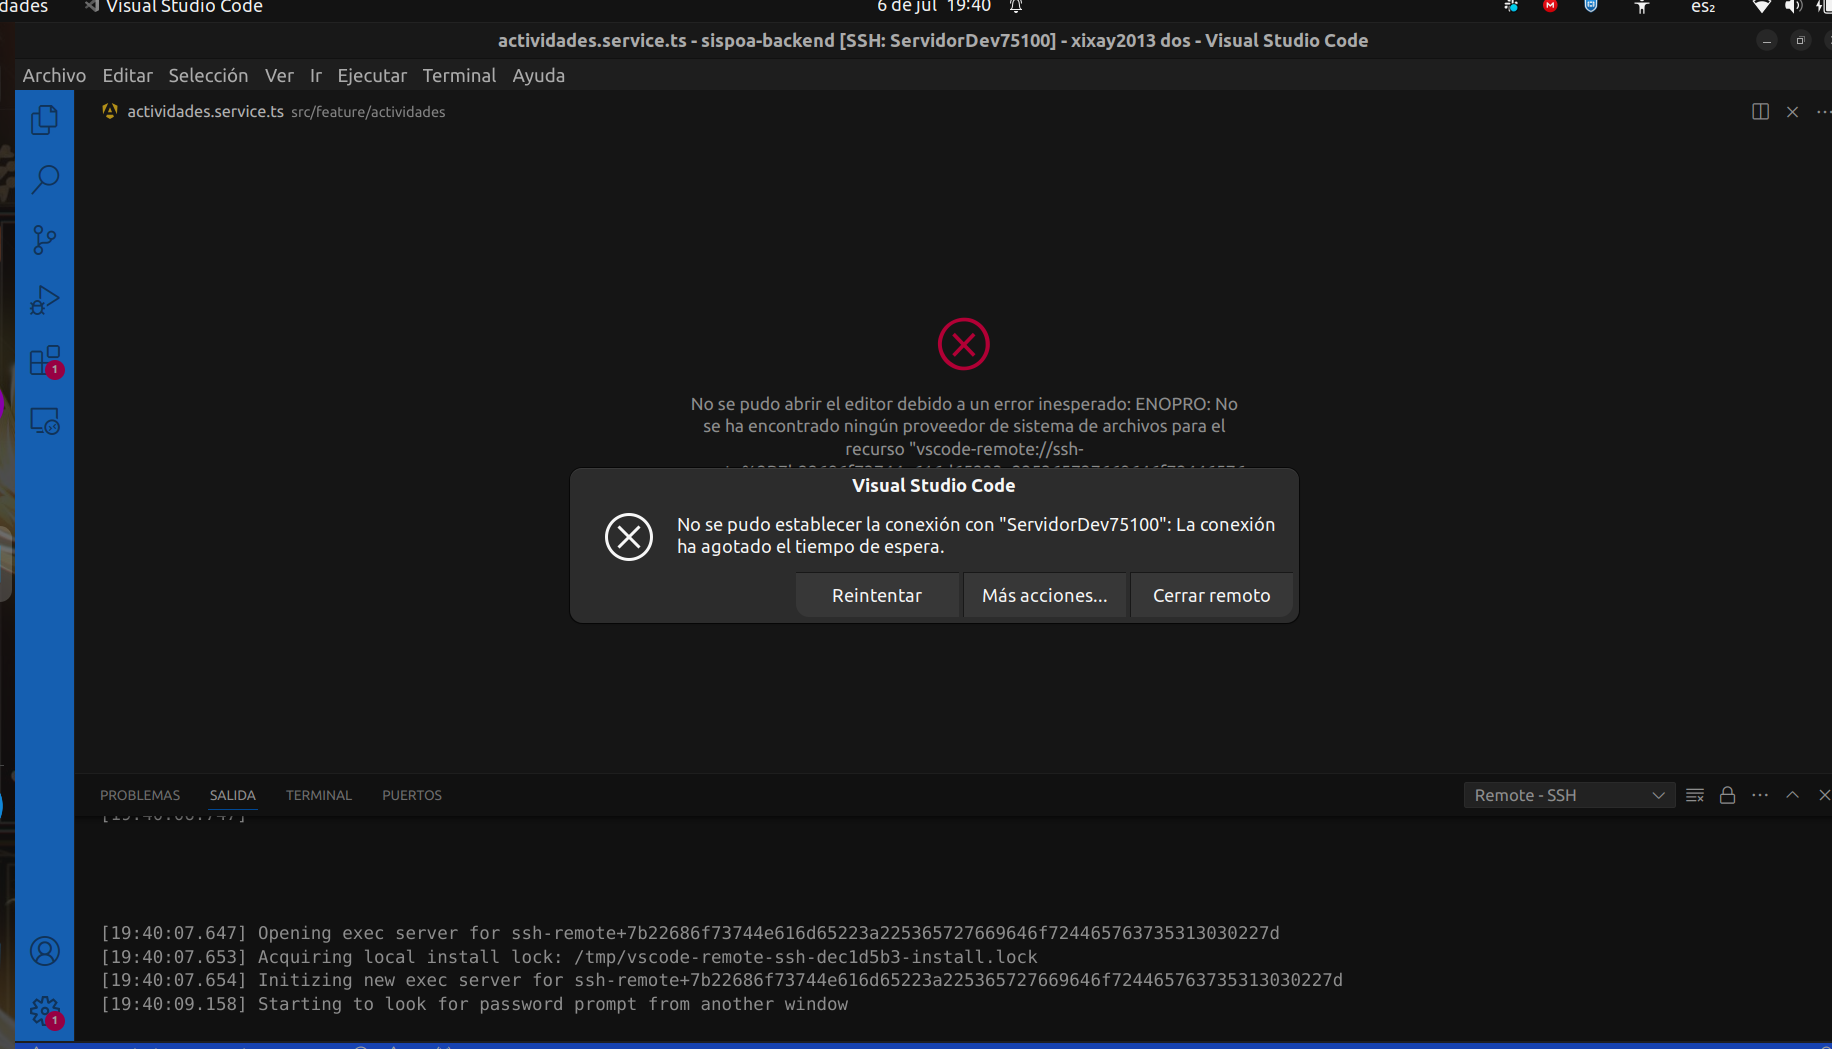 dades Visual Studio Code 6 de jul 19:40 es₂
actividades.service.ts - sispoa-backend [SSH: ServidorDev75100] - xixay2013 dos - Visual Studio Code
Archivo Editar Selección Ver Ir Ejecutar Terminal Ayuda
actividades.service.ts src/feature/actividades
No se pudo abrir el editor debido a un error inesperado: ENOPRO: No
se ha encontrado ningún proveedor de sistema de archivos para el
recurso "vscode-remote://ssh-
Visual Studio Code
No se pudo establecer la conexión con "ServidorDev75100": La conexión
ha agotado el tiempo de espera.
Reintentar Más acciones... Cerrar remoto
1
PROBLEMAS SALIDA TERMINAL PUERTOS Remote - SSH
[19:40:07.647] Opening exec server for ssh-remote+7b22686f73744e616d65223a225365727669646f7244657637353130302​27d
[19:40:07.653] Acquiring local install lock: /tmp/vscode-remote-ssh-dec1d5b3-install.lock
[19:40:07.654] Initizing new exec server for ssh-remote+7b22686f73744e616d65223a225365727669646f724465763735313030227d
[19:40:09.158] Starting to look for password prompt from another window
1